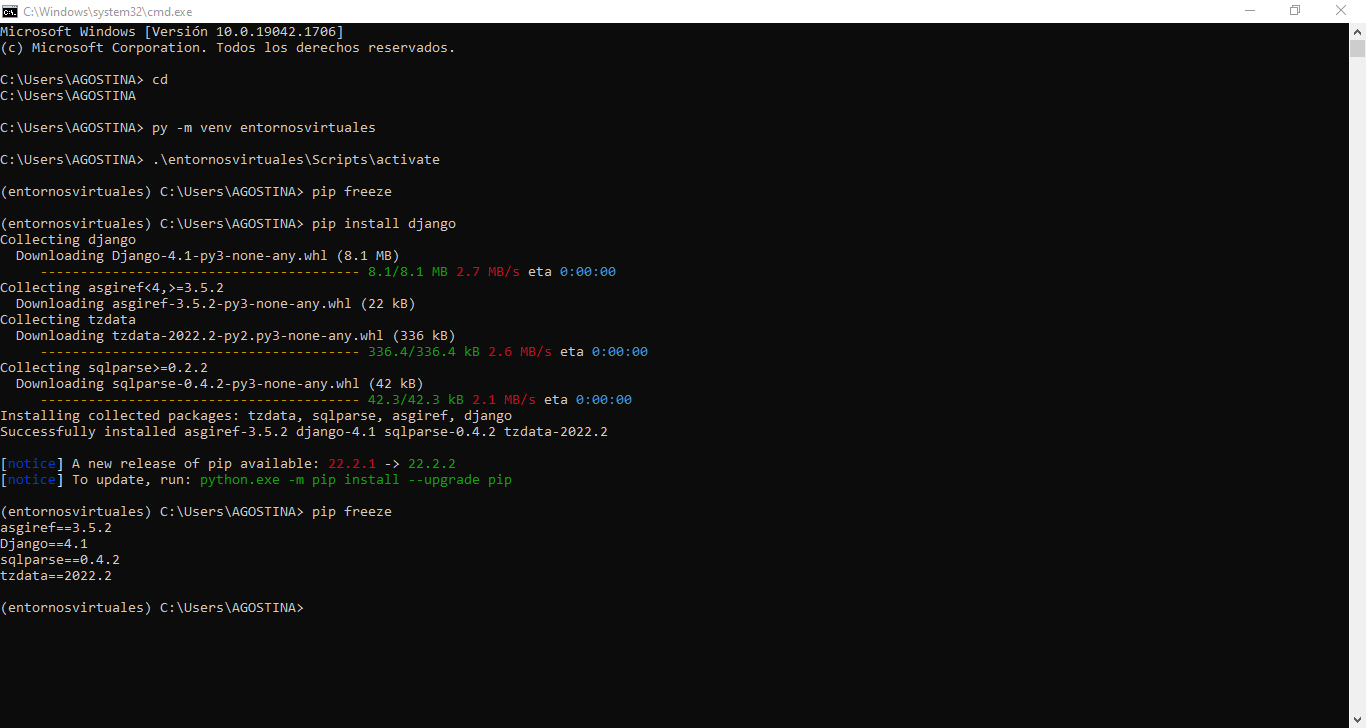 C:\Windows\system32\cmd.exe
Microsoft Windows [Versión 10.0.19042.1706]
(c) Microsoft Corporation. Todos los derechos reservados.
C:\Users\AGOSTINA> cd
C:\Users\AGOSTINA
C:\Users\AGOSTINA> py -m venv entornosvirtuales
C:\Users\AGOSTINA> .\entornosvirtuales\Scripts\activate
(entornosvirtuales) C:\Users\AGOSTINA> pip freeze
(entornosvirtuales) C:\Users\AGOSTINA> pip install django
Collecting django
  Downloading Django-4.1-py3-none-any.whl (8.1 MB)
     ---------------------------------------- 8.1/8.1 MB 2.7 MB/s eta 0:00:00
Collecting asgiref<4,>=3.5.2
  Downloading asgiref-3.5.2-py3-none-any.whl (22 kB)
Collecting tzdata
  Downloading tzdata-2022.2-py2.py3-none-any.whl (336 kB)
     ---------------------------------------- 336.4/336.4 kB 2.6 MB/s eta 0:00:00
Collecting sqlparse>=0.2.2
  Downloading sqlparse-0.4.2-py3-none-any.whl (42 kB)
     ---------------------------------------- 42.3/42.3 kB 2.1 MB/s eta 0:00:00
Installing collected packages: tzdata, sqlparse, asgiref, django
Successfully installed asgiref-3.5.2 django-4.1 sqlparse-0.4.2 tzdata-2022.2
[notice] A new release of pip available: 22.2.1 -> 22.2.2
[notice] To update, run: python.exe -m pip install --upgrade pip
(entornosvirtuales) C:\Users\AGOSTINA> pip freeze
asgiref==3.5.2
Django==4.1
sqlparse==0.4.2
tzdata==2022.2
(entornosvirtuales) C:\Users\AGOSTINA>